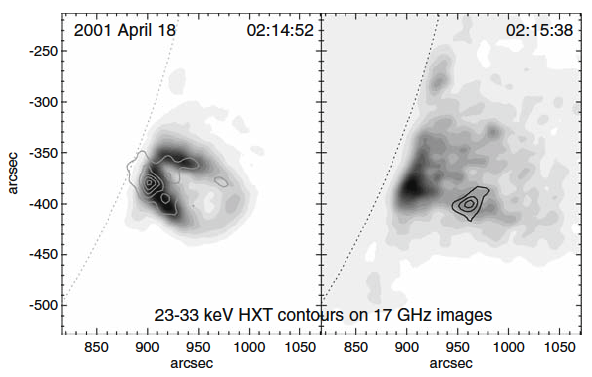 2001 April 18 02:14:52 02:15:38
-250
-300
-350
-400
-450
-500
arcsec
23-33 keV HXT contours on 17 GHz images
850 900 950 1000 1050 850 900 950 1000 1050
arcsec arcsec